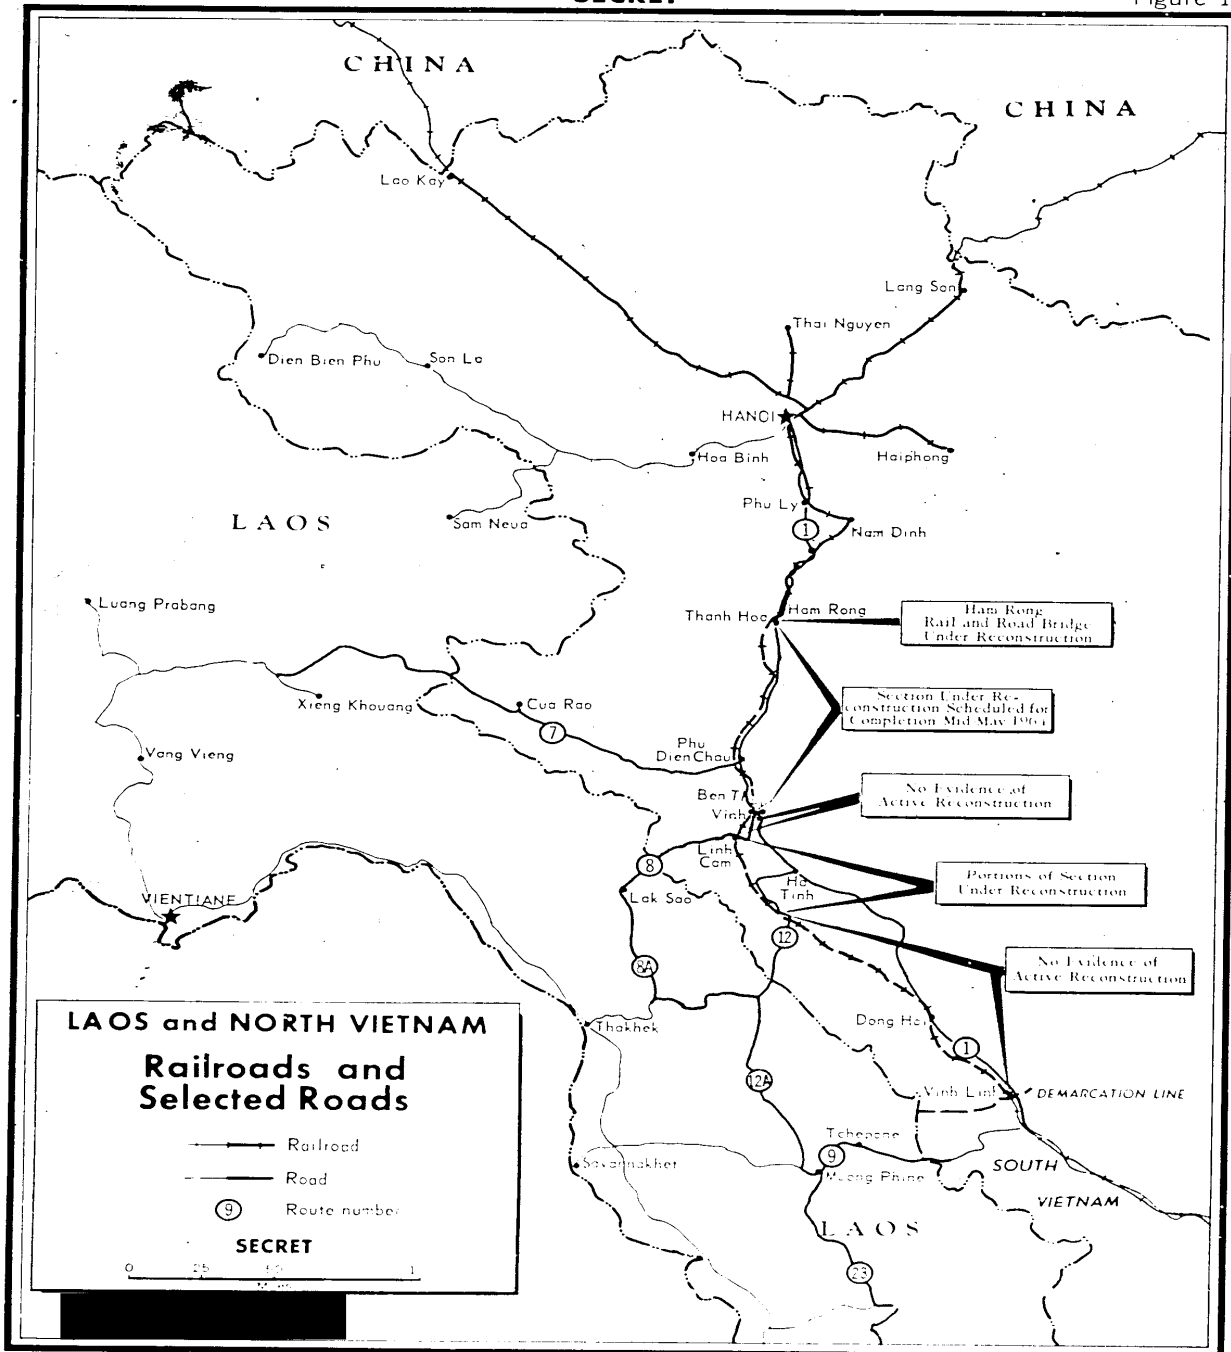 SECRET
Figure 1
CHINA
CHINA
Lao Kay
Lang Son
Thai Nguyen
Dien Bien Phu
Son La
HANOI
Hoa Binh
Haiphong
Phu Ly
LAOS
Sam Neua
1
Nam Dinh
Luang Prabang
Thanh Hoa
Ham Rong
Ham Rong
Rail and Road Bridge
Under Reconstruction
Xieng Khouang
Cua Rao
Section Under Re-
construction Scheduled for
Completion Mid May
7
Vang Vieng
Phu
Dien Chau
Ben
Vinh
No Evidence of
Active Reconstruction
Linh
Cam
8
Portions of Section
Under Reconstruction
VIENTIANE
Lak Sao
Ha
Tinh
12
8A
No Evidence of
Active Reconstruction
LAOS and NORTH VIETNAM
Railroads and
Selected Roads
Railroad
Road
9
Route number
SECRET
0 25 50 1
Miles
Thakhek
Dong Hoi
1
12A
Vinh Linh
DEMARCATION LINE
Tchepone
9
Savannakhet
Muong Phine
SOUTH
VIETNAM
LAOS
23